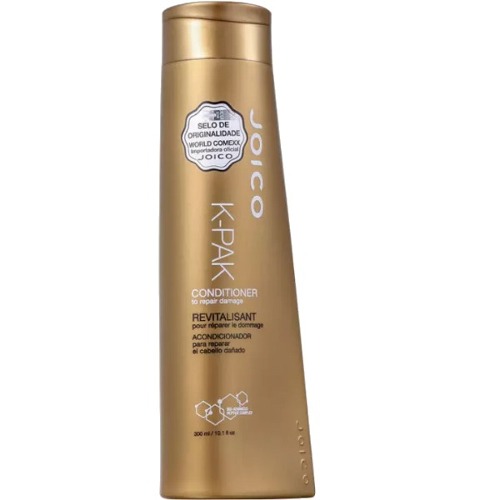 SELO DE
ORIGINALIDADE
WORLD COMEXX
Importadora oficial
JOICO
JOICO
K-PAK
CONDITIONER
to repair damage
REVITALISANT
pour réparer le dommage
ACONDICIONADOR
para reparar
el cabello dañado
300 ml / 10.1 fl oz
JOICO